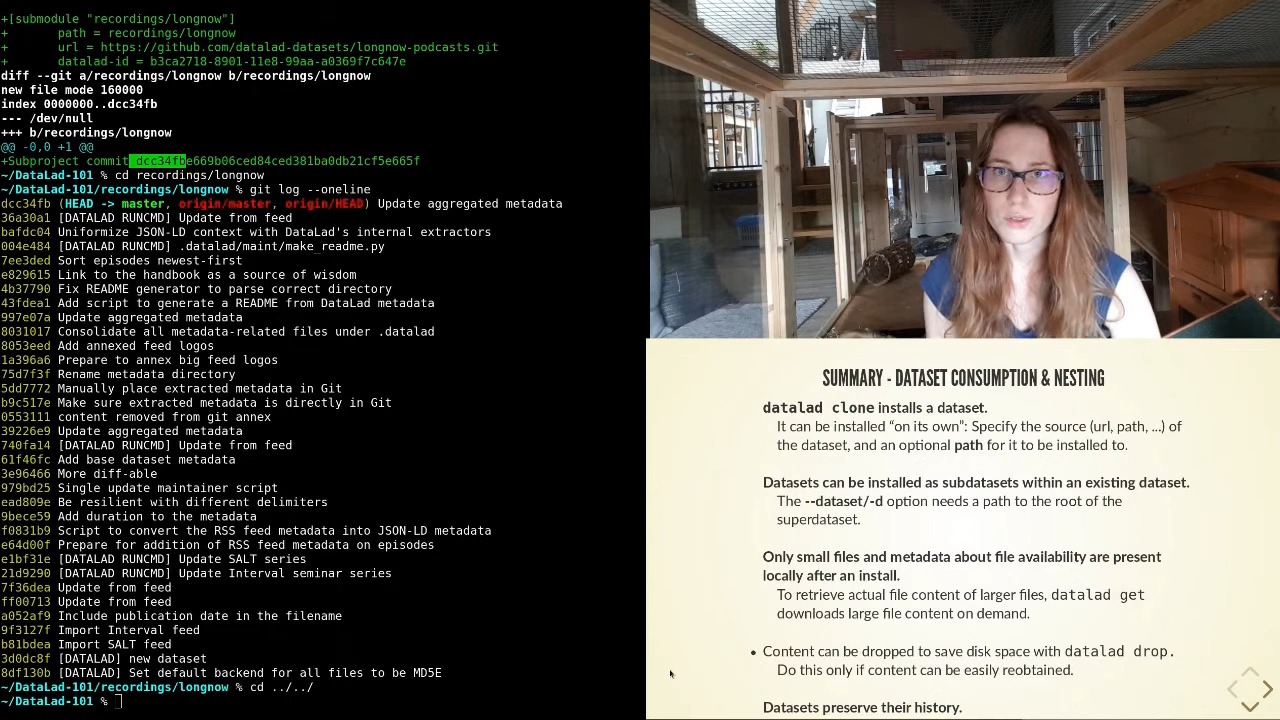 +[submodule "recordings/longnow"]
+ path = recordings/longnow
+ url = https://github.com/datalad-datasets/longnow-podcasts.git
+ datalad-id = b3ca2718-8901-11e8-99aa-a0369f7c647e
diff --git a/recordings/longnow b/recordings/longnow
new file mode 160000
index 0000000..dcc34fb
--- /dev/null
+++ b/recordings/longnow
@@ -0,0 +1 @@
+Subproject commit dcc34fbe669b06ced84ced381ba0db21cf5e665f
~/DataLad-101 % cd recordings/longnow
~/DataLad-101/recordings/longnow % git log --oneline
dcc34fb (HEAD -> master, origin/master, origin/HEAD) Update aggregated metadata
36a30a1 [DATALAD RUNCMD] Update from feed
bafdc04 Uniformize JSON-LD context with DataLad's internal extractors
004e484 [DATALAD RUNCMD] .datalad/maint/make_readme.py
7ee3ded Sort episodes newest-first
e829615 Link to the handbook as a source of wisdom
4b37790 Fix README generator to parse correct directory
43fdea1 Add script to generate a README from DataLad metadata
997e07a Update aggregated metadata
8031017 Consolidate all metadata-related files under .datalad
8053eed Add annexed feed logos
1a396a6 Prepare to annex big feed logos
75d7f3f Rename metadata directory
5dd7772 Manually place extracted metadata in Git
b9c517e Make sure extracted metadata is directly in Git
0553111 content removed from git annex
39226e9 Update aggregated metadata
740fa14 [DATALAD RUNCMD] Update from feed
61f46fc Add base dataset metadata
3e96466 More diff-able
979bd25 Single update maintainer script
ead809e Be resilient with different delimiters
9bece59 Add duration to the metadata
f0831b9 Script to convert the RSS feed metadata into JSON-LD metadata
e64d00f Prepare for addition of RSS feed metadata on episodes
e1bf31e [DATALAD RUNCMD] Update SALT series
21d9290 [DATALAD RUNCMD] Update Interval seminar series
7f36dea Update from feed
ff00713 Update from feed
a052af9 Include publication date in the filename
9f3127f Import Interval feed
b81bdea Import SALT feed
3d0dc8f [DATALAD] new dataset
8df130b [DATALAD] Set default backend for all files to be MD5E
~/DataLad-101/recordings/longnow % cd ../../
~/DataLad-101 %
SUMMARY - DATASET CONSUMPTION & NESTING
datalad clone installs a dataset.
It can be installed “on its own”: Specify the source (url, path, ...) of
the dataset, and an optional path for it to be installed to.
Datasets can be installed as subdatasets within an existing dataset.
The --dataset/-d option needs a path to the root of the
superdataset.
Only small files and metadata about file availability are present
locally after an install.
To retrieve actual file content of larger files, datalad get
downloads large file content on demand.
• Content can be dropped to save disk space with datalad drop.
Do this only if content can be easily reobtained.
Datasets preserve their history.